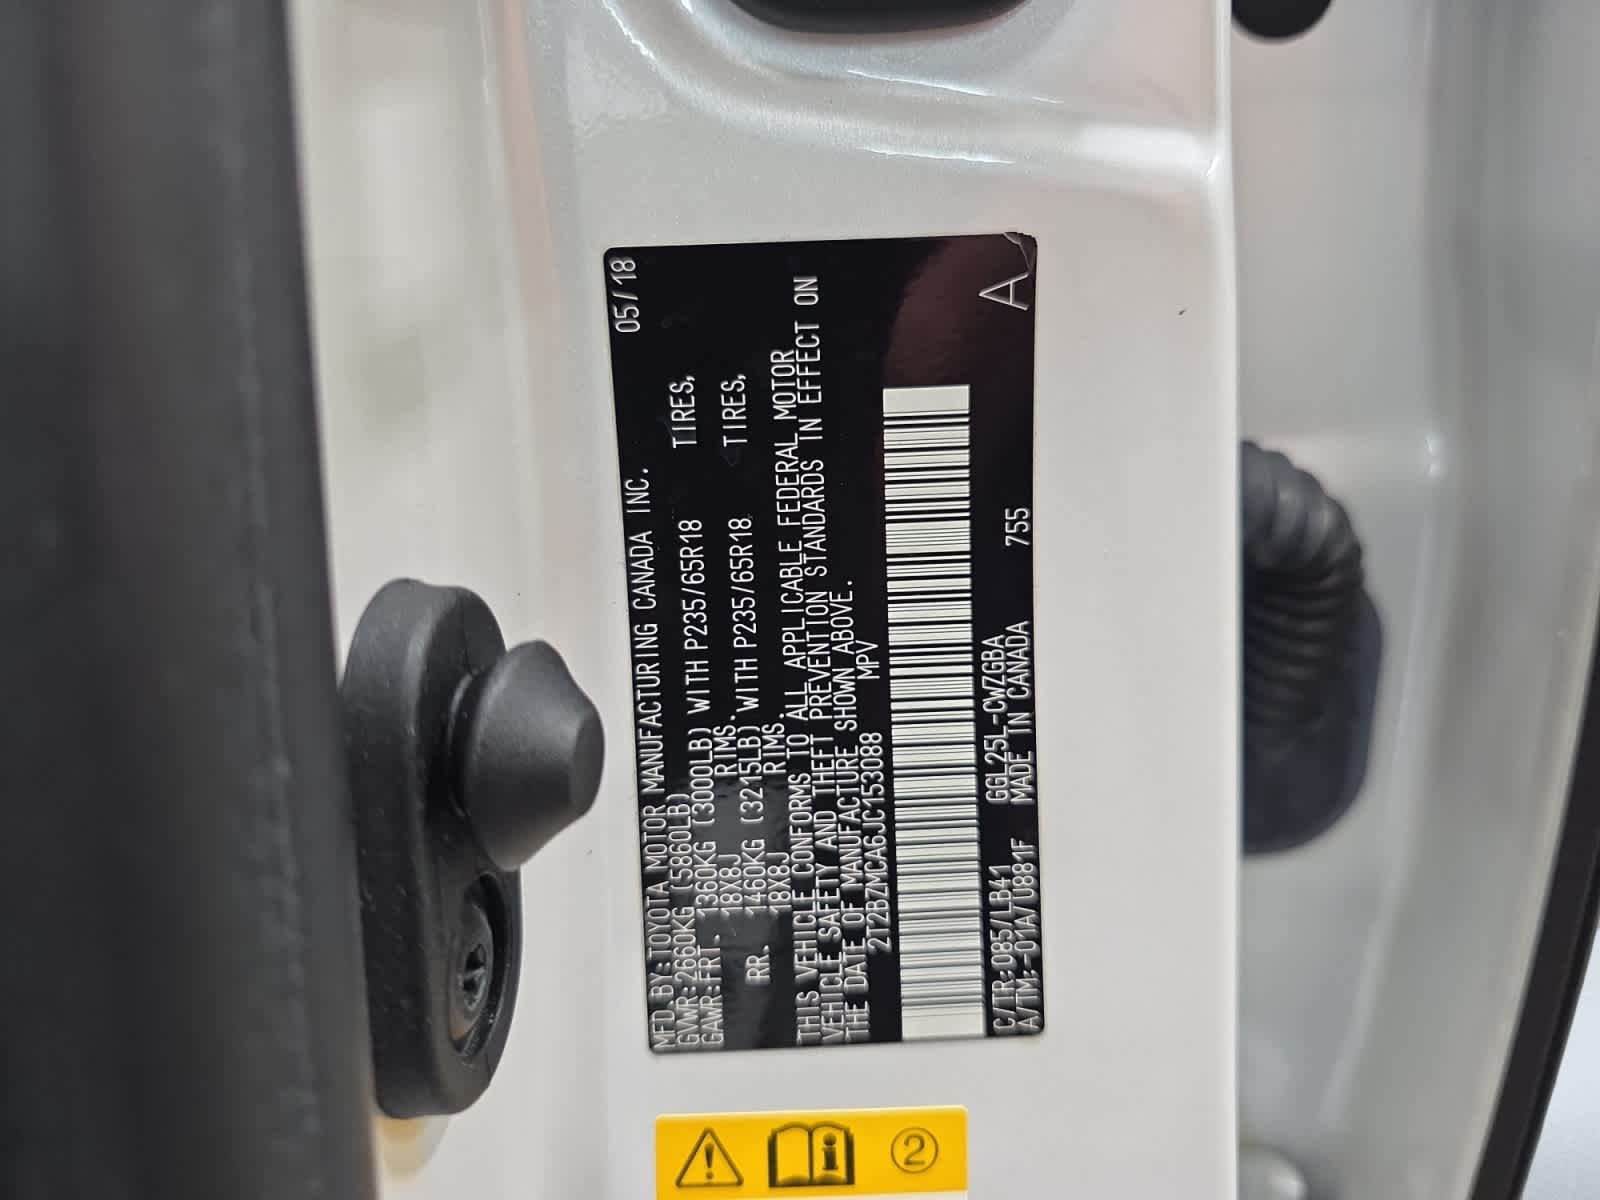 MFD.BY:TOYOTA MOTOR MANUFACTURING CANADA INC. 05/18
GVWR:2660KG (5860LB)
GAWR:FRT. 1360KG (3000LB) WITH P235/65R18 TIRES,
18X8J RIMS.
RR. 1460KG (3215LB) WITH P235/65R18 TIRES,
18X8J RIMS.
THIS VEHICLE CONFORMS TO ALL APPLICABLE FEDERAL MOTOR
VEHICLE SAFETY AND THEFT PREVENTION STANDARDS IN EFFECT ON
THE DATE OF MANUFACTURE SHOWN ABOVE.
2T2BZMCA6JC153088 MPV
C/TR:085/LB41 GGL25L-CWZGBA
A/TM:-01A/U881F MADE IN CANADA 755 A
2